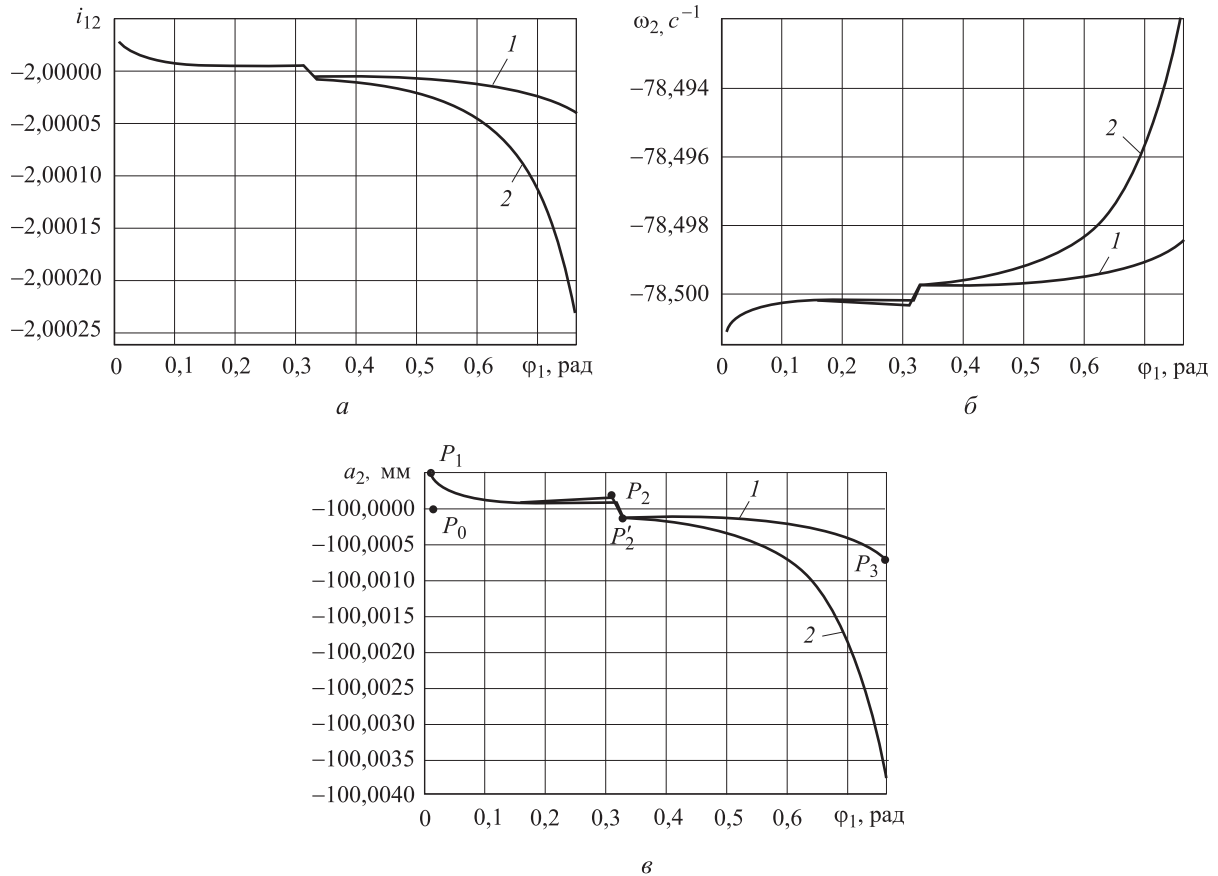 i12
–2,00000
–2,00005
–2,00010
–2,00015
–2,00020
–2,00025
0 0,1 0,2 0,3 0,4 0,5 0,6 φ1, рад
1
2
а
ω2, с–1
–78,494
–78,496
–78,498
–78,500
0 0,1 0,2 0,3 0,4 0,5 0,6 φ1, рад
2
1
б
a2, мм
–100,0000
–100,0005
–100,0010
–100,0015
–100,0020
–100,0025
–100,0030
–100,0035
–100,0040
0 0,1 0,2 0,3 0,4 0,5 0,6 φ1, рад
P1
P0
P2
P′2
1
P3
2
в